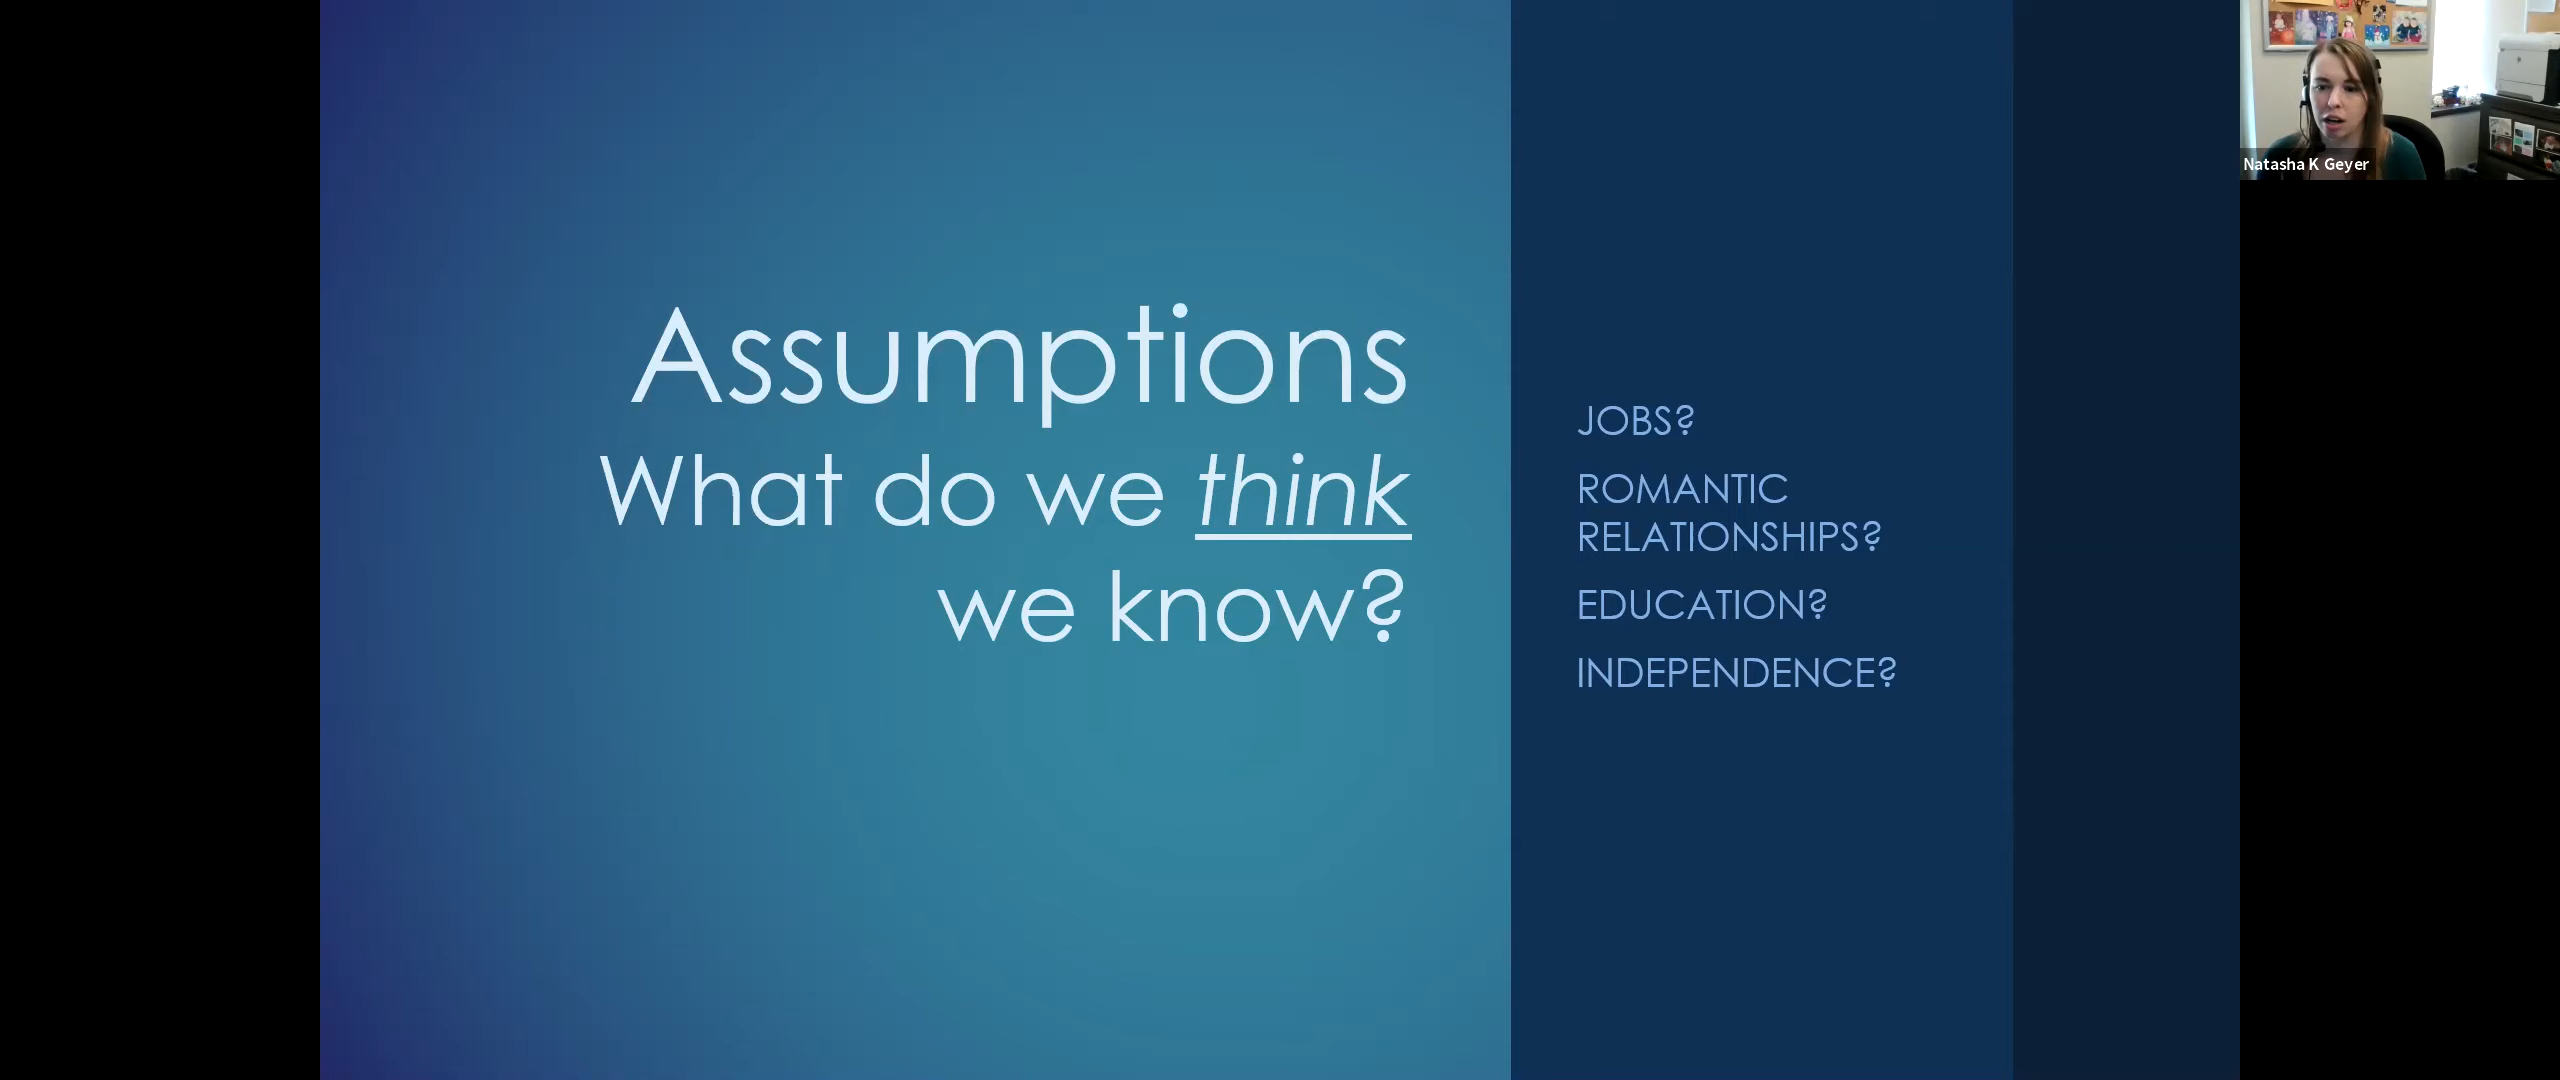 Assumptions
What do we think
we know?
JOBS?
ROMANTIC
RELATIONSHIPS?
EDUCATION?
INDEPENDENCE?
Natasha K Geyer